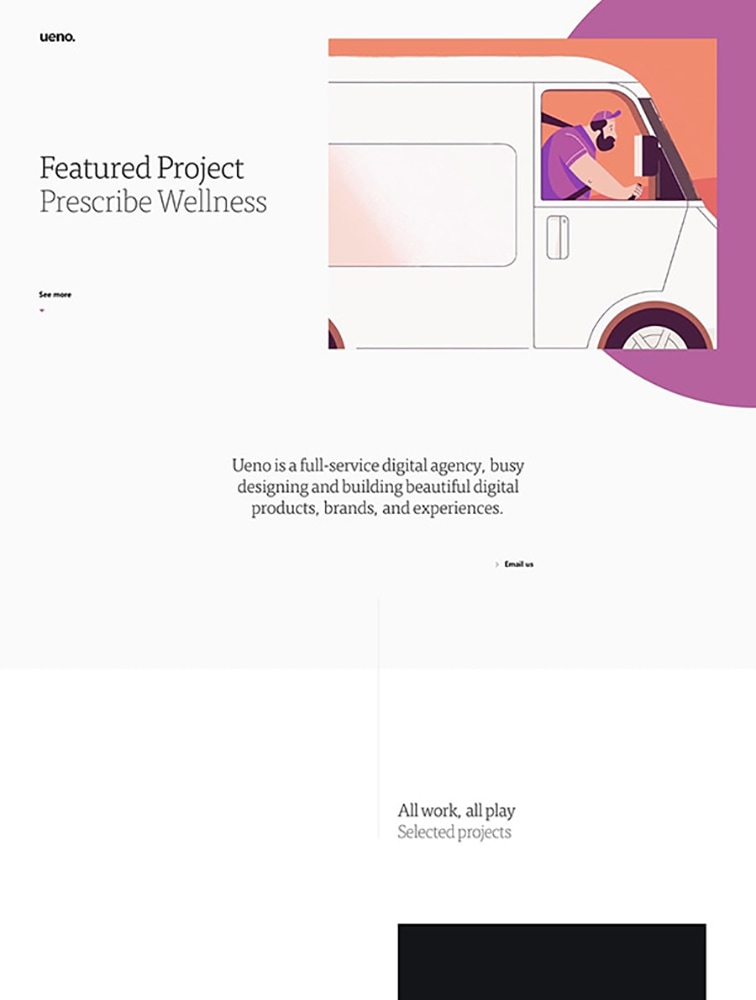 ueno.
Featured Project
Prescribe Wellness
See more
Ueno is a full-service digital agency, busy
designing and building beautiful digital
products, brands, and experiences.
Email us
All work, all play
Selected projects